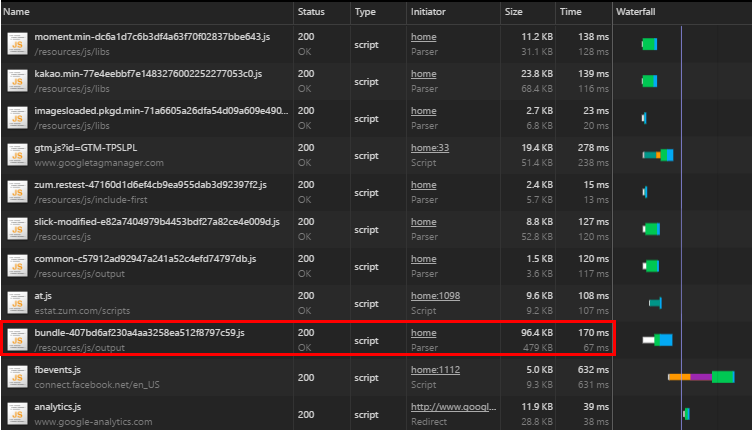 Name Status Type Initiator Size Time Waterfall
moment.min-dc6a1d7c6b3df4a63f70f02837bbe643.js 200 script home 11.2 KB 138 ms
/resources/js/libs OK Parser 31.1 KB 128 ms
kakao.min-77e4eebbf7e1483276002252277053c0.js 200 script home 23.8 KB 139 ms
/resources/js/libs OK Parser 68.4 KB 116 ms
imagesloaded.pkgd.min-71a6605a26dfa54d09a609e490... 200 script home 2.7 KB 23 ms
/resources/js/libs OK Parser 6.8 KB 20 ms
gtm.js?id=GTM-TPSLPL 200 script home:33 19.4 KB 278 ms
www.googletagmanager.com OK Script 51.4 KB 238 ms
zum.restest-47160d1d6ef4cb9ea955dab3d92397f2.js 200 script home 2.4 KB 15 ms
/resources/js/include-first OK Parser 5.7 KB 13 ms
slick-modified-e82a7404979b4453bdf27a82ce4e009d.js 200 script home 8.8 KB 127 ms
/resources/js OK Parser 52.8 KB 120 ms
common-c57912ad92947a241a52c4efd74797db.js 200 script home 1.5 KB 120 ms
/resources/js/output OK Parser 3.6 KB 117 ms
at.js 200 script home:1098 9.6 KB 108 ms
estat.zum.com/scripts OK Script 9.2 KB 107 ms
bundle-407bd6af230a4aa3258ea512f8797c59.js 200 script home 96.4 KB 170 ms
/resources/js/output OK Parser 479 KB 67 ms
fbevents.js 200 script home:1112 5.0 KB 632 ms
connect.facebook.net/en_US OK Script 9.3 KB 631 ms
analytics.js 200 script http://www.googl... 11.9 KB 39 ms
www.google-analytics.com OK Redirect 28.8 KB 38 ms